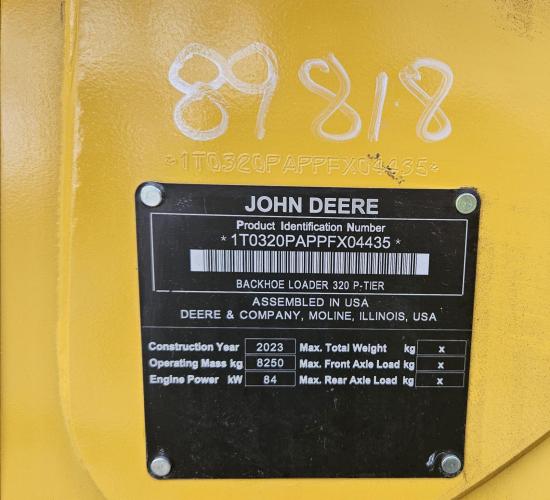 89 818
*1T0320PAPPFX04435*
JOHN DEERE
Product Identification Number
*1T0320PAPPFX04435*
BACKHOE LOADER 320 P-TIER
ASSEMBLED IN USA
DEERE & COMPANY, MOLINE, ILLINOIS, USA
Construction Year 2023 Max. Total Weight kg x
Operating Mass kg 8250 Max. Front Axle Load kg x
Engine Power kW 84 Max. Rear Axle Load kg x